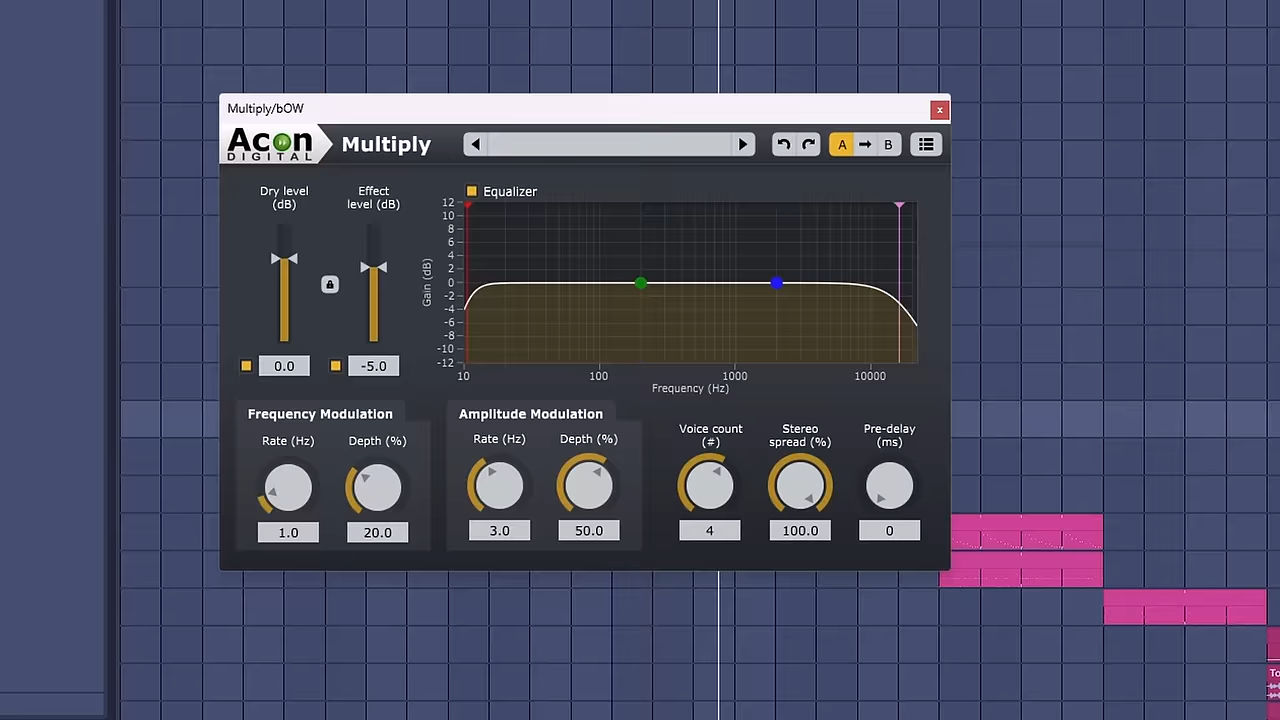 Multiply/bOW
x
Acon
DIGITAL
Multiply
A
B
Dry level
(dB)
Effect
level (dB)
0.0
-5.0
Equalizer
Gain (dB)
12
10
8
6
4
2
0
-2
-4
-6
-8
-10
-12
10
100
1000
10000
Frequency (Hz)
Frequency Modulation
Rate (Hz)
Depth (%)
1.0
20.0
Amplitude Modulation
Rate (Hz)
Depth (%)
3.0
50.0
Voice count
(#)
Stereo
spread (%)
Pre-delay
(ms)
4
100.0
0
To